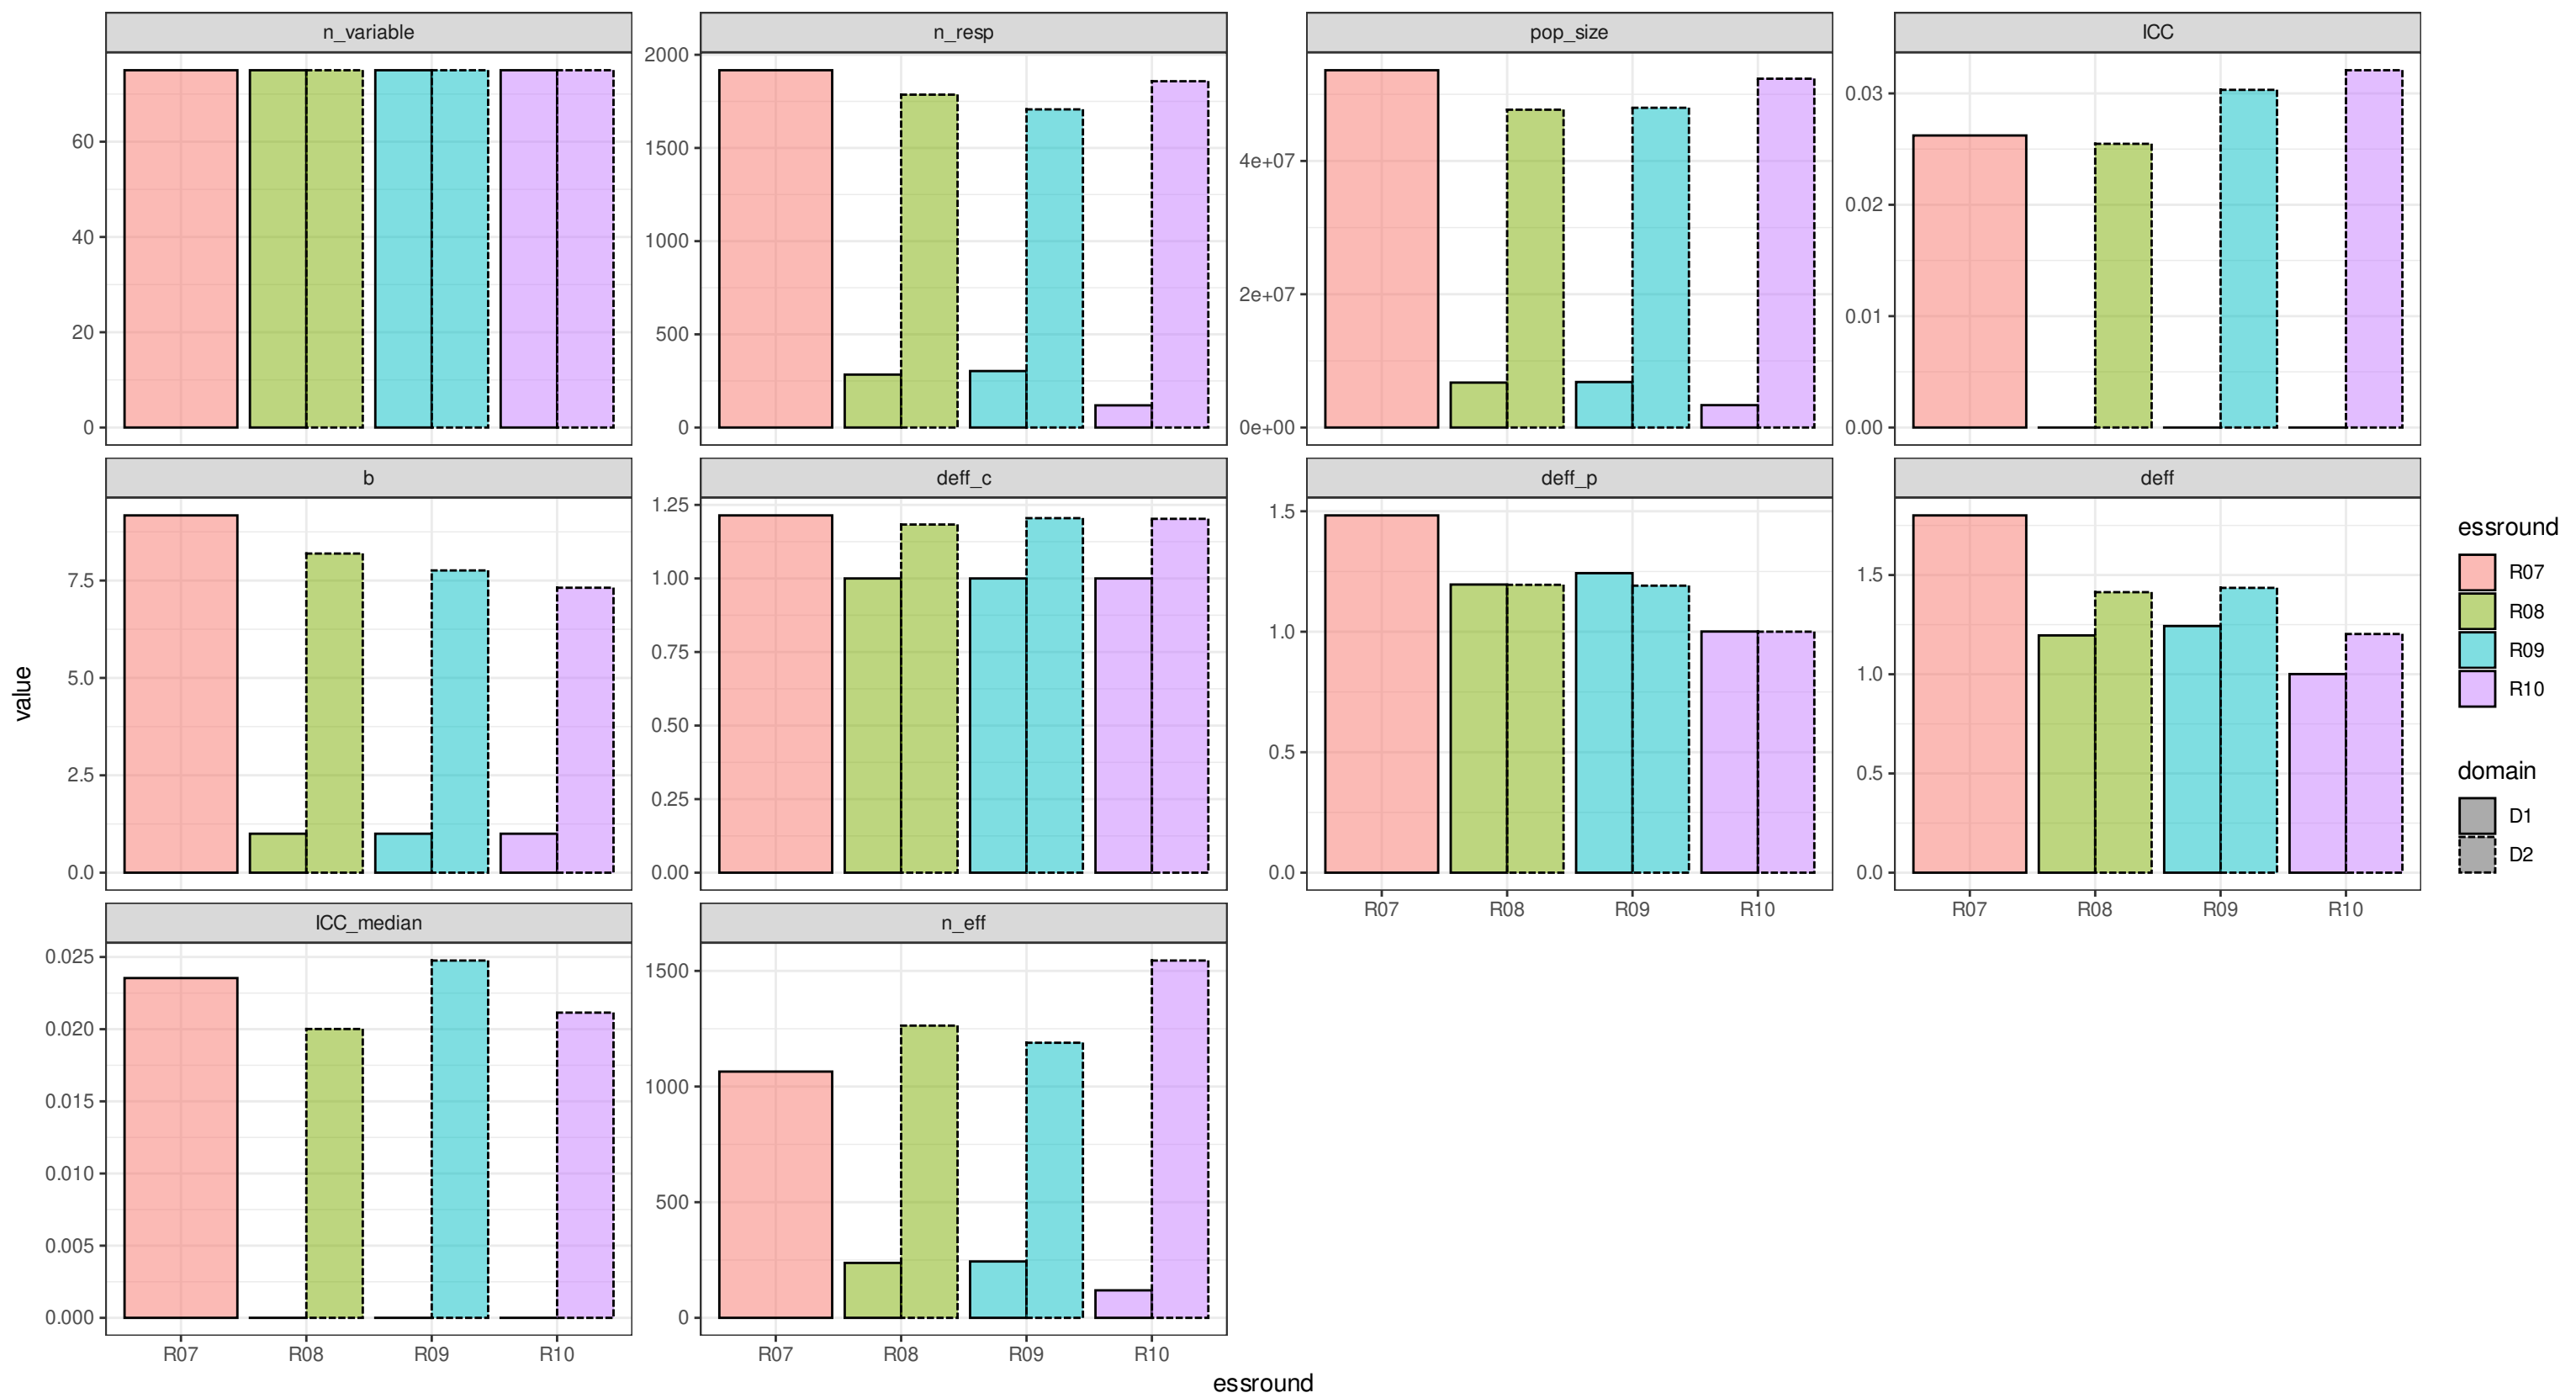 n_variable
n_resp
pop_size
ICC
60
40
20
0
2000
1500
1000
500
0
4e+07
2e+07
0e+00
0.03
0.02
0.01
0.00
b
deff_c
deff_p
deff
7.5
5.0
2.5
0.0
1.25
1.00
0.75
0.50
0.25
0.00
1.5
1.0
0.5
0.0
R07 R08 R09 R10
1.5
1.0
0.5
0.0
R07 R08 R09 R10
ICC_median
n_eff
0.025
0.020
0.015
0.010
0.005
0.000
R07 R08 R09 R10
1500
1000
500
0
R07 R08 R09 R10
value
essround
essround
R07
R08
R09
R10
domain
D1
D2